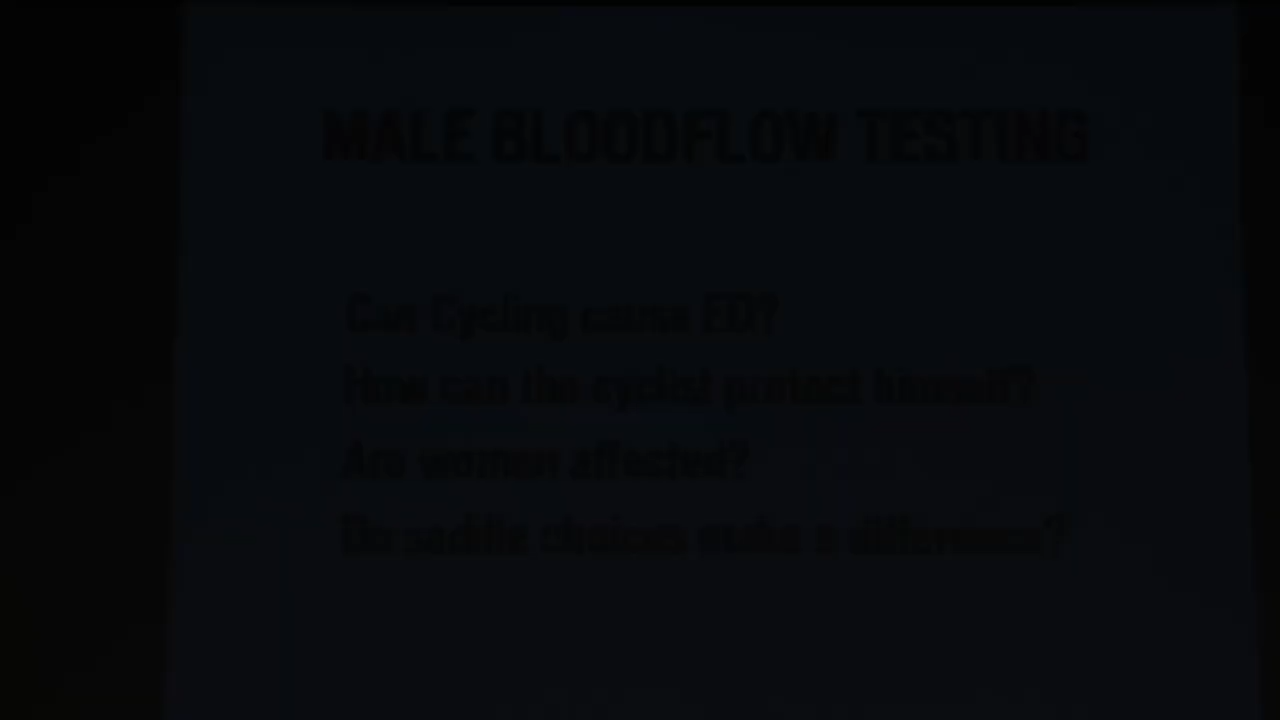 MALE BLOODFLOW TESTING
Can Cycling cause ED?
How can the cyclist protect himself?
Are women affected?
Do saddle choices make a difference?